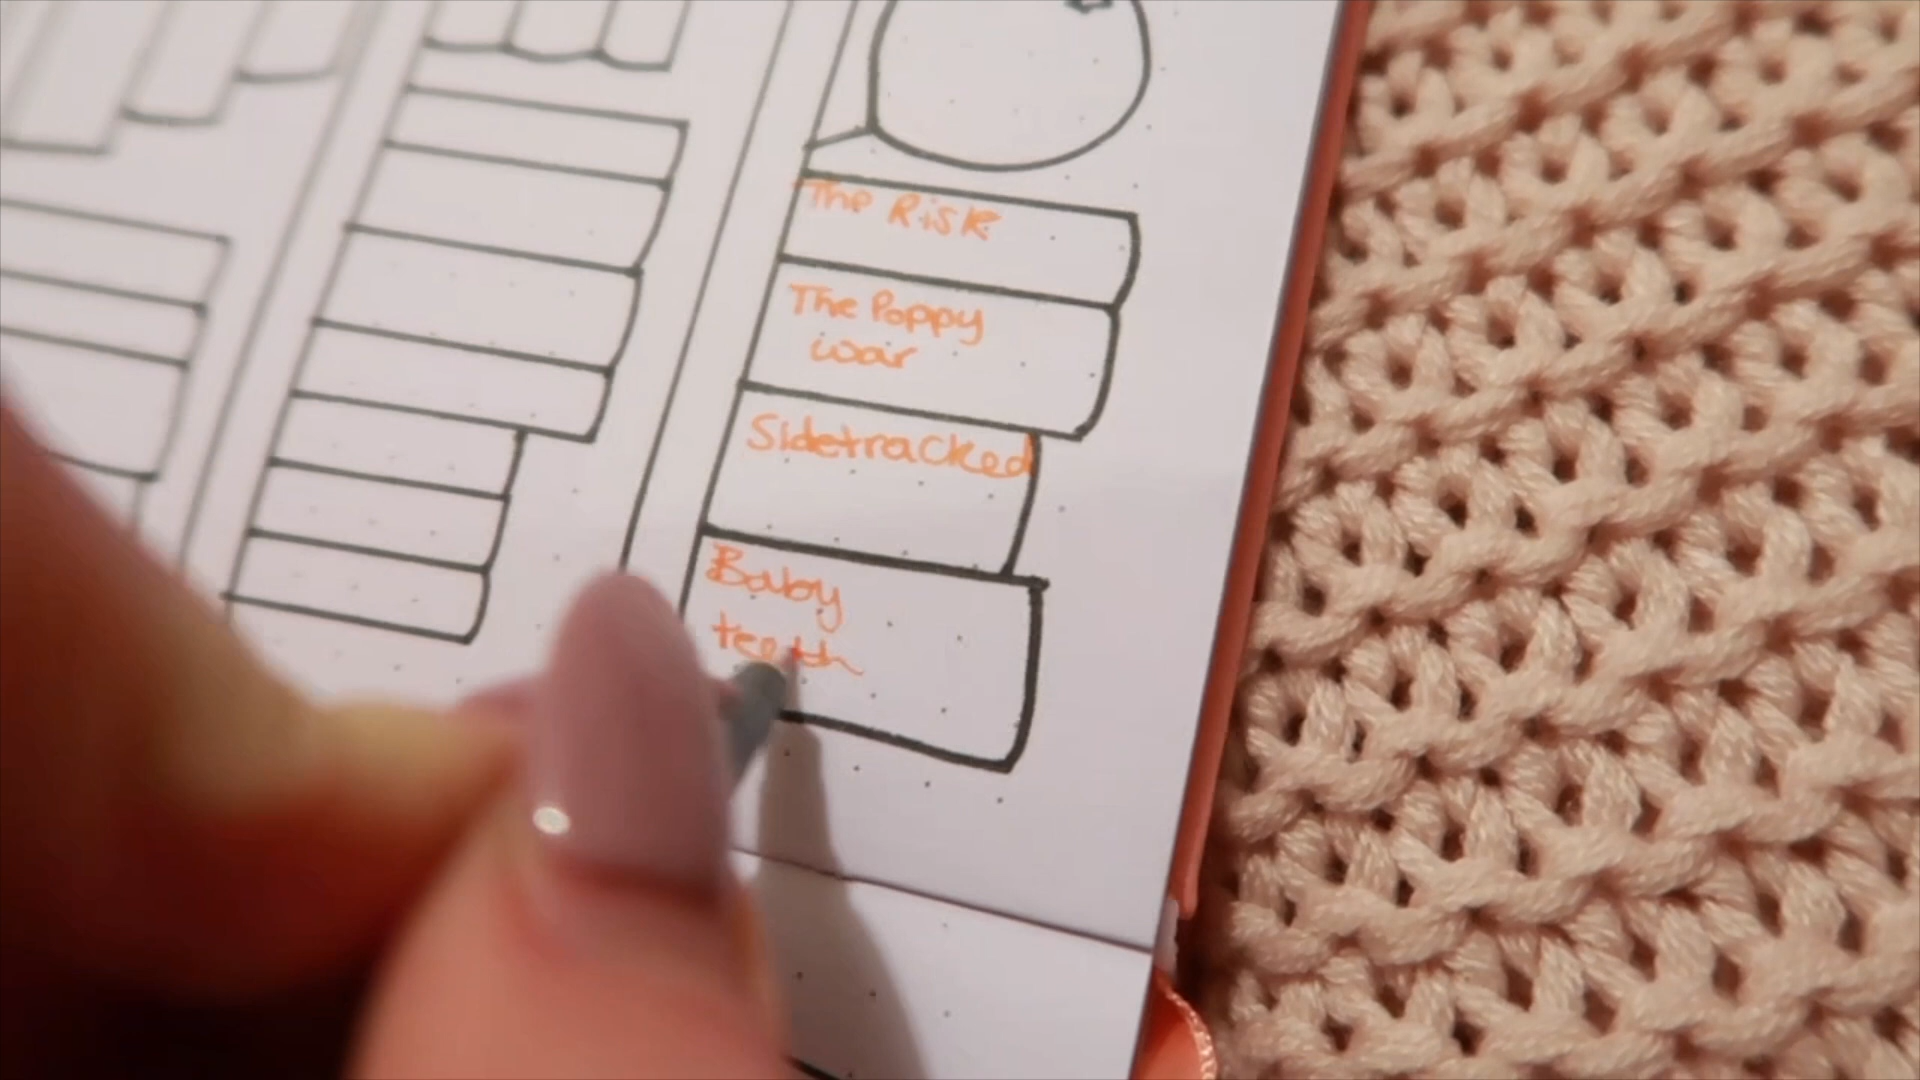 The Risk
The Poppy
war
Sidetracked
Baby
teeth